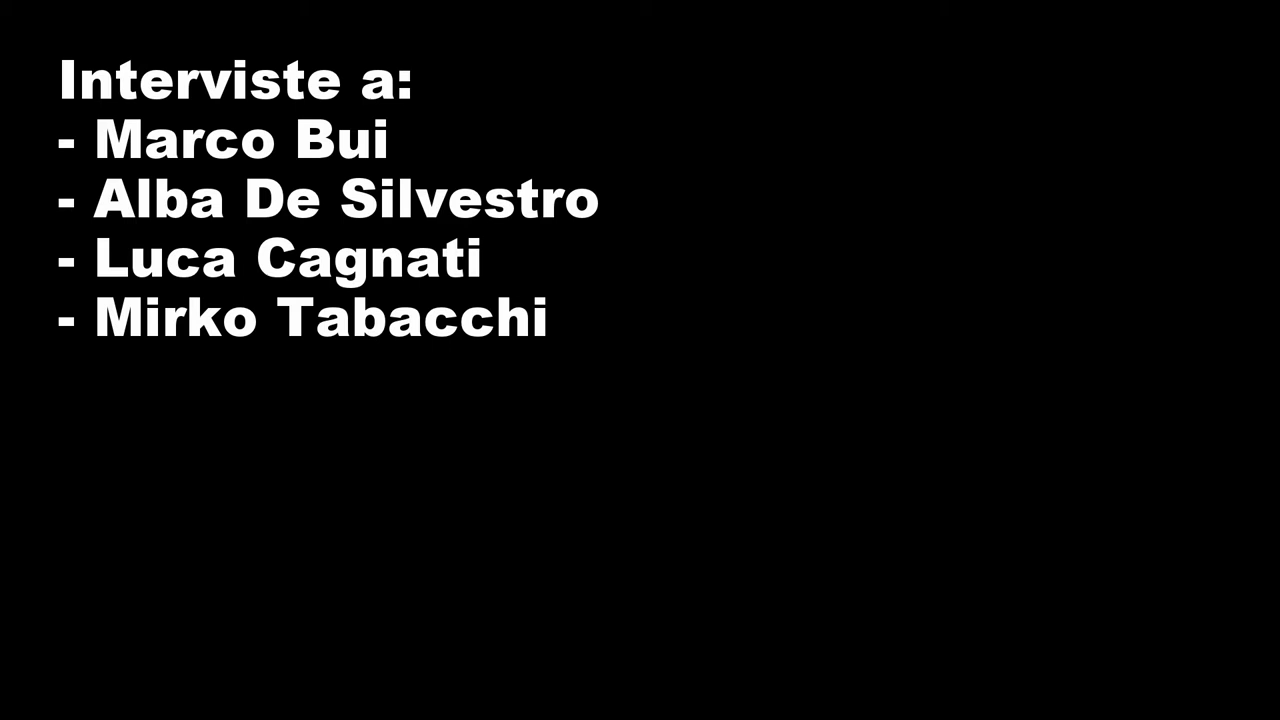 Interviste a:
- Marco Bui
- Alba De Silvestro
- Luca Cagnati
- Mirko Tabacchi